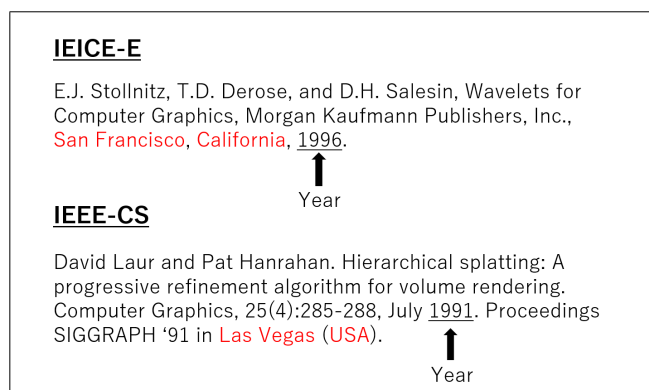 IEICE-E
E.J. Stollnitz, T.D. Derose, and D.H. Salesin, Wavelets for
Computer Graphics, Morgan Kaufmann Publishers, Inc.,
San Francisco, California, 1996.
Year
IEEE-CS
David Laur and Pat Hanrahan. Hierarchical splatting: A
progressive refinement algorithm for volume rendering.
Computer Graphics, 25(4):285-288, July 1991. Proceedings
SIGGRAPH ‘91 in Las Vegas (USA).
Year